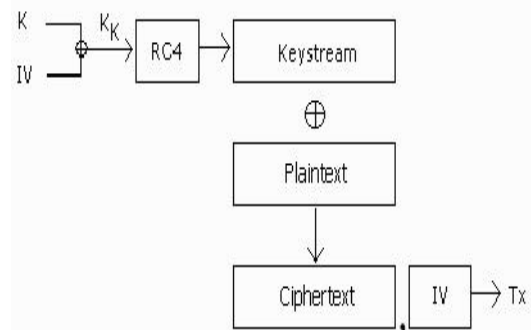 K
K_K
RC4
Keystream
IV
⊕
Plaintext
Ciphertext . IV Tx